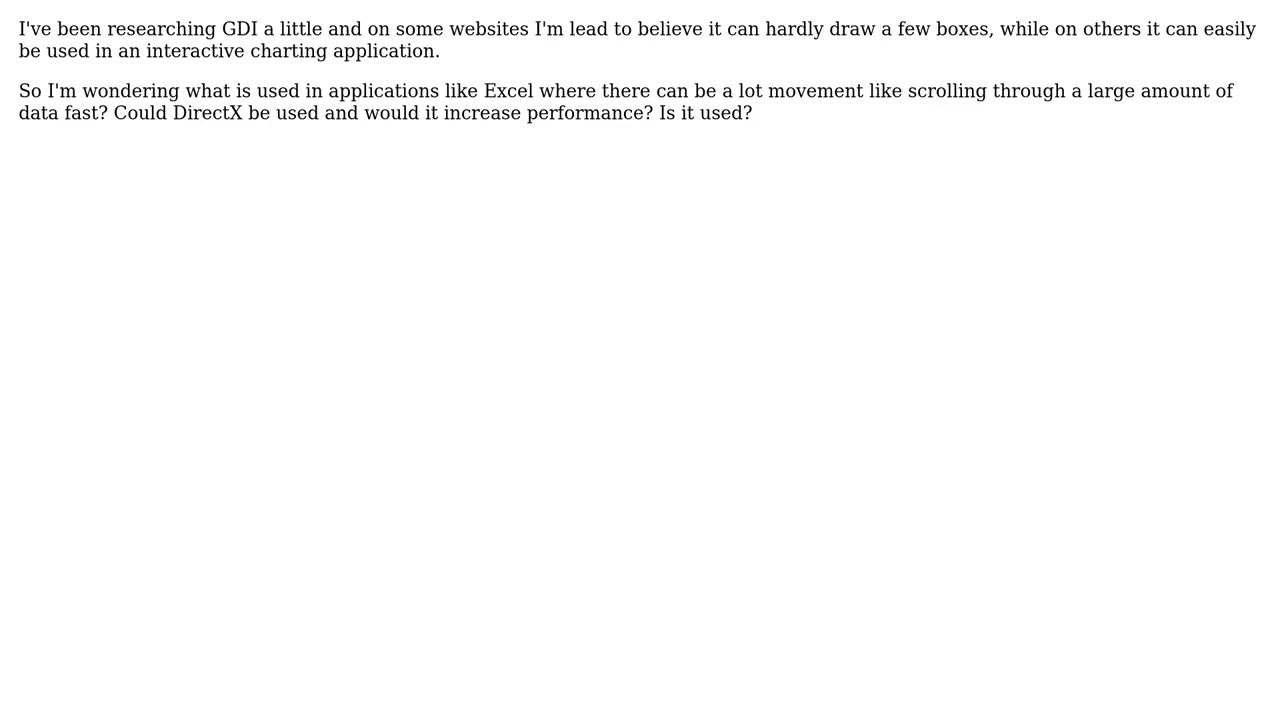 I've been researching GDI a little and on some websites I'm lead to believe it can hardly draw a few boxes, while on others it can easily
be used in an interactive charting application.
So I'm wondering what is used in applications like Excel where there can be a lot movement like scrolling through a large amount of
data fast? Could DirectX be used and would it increase performance? Is it used?